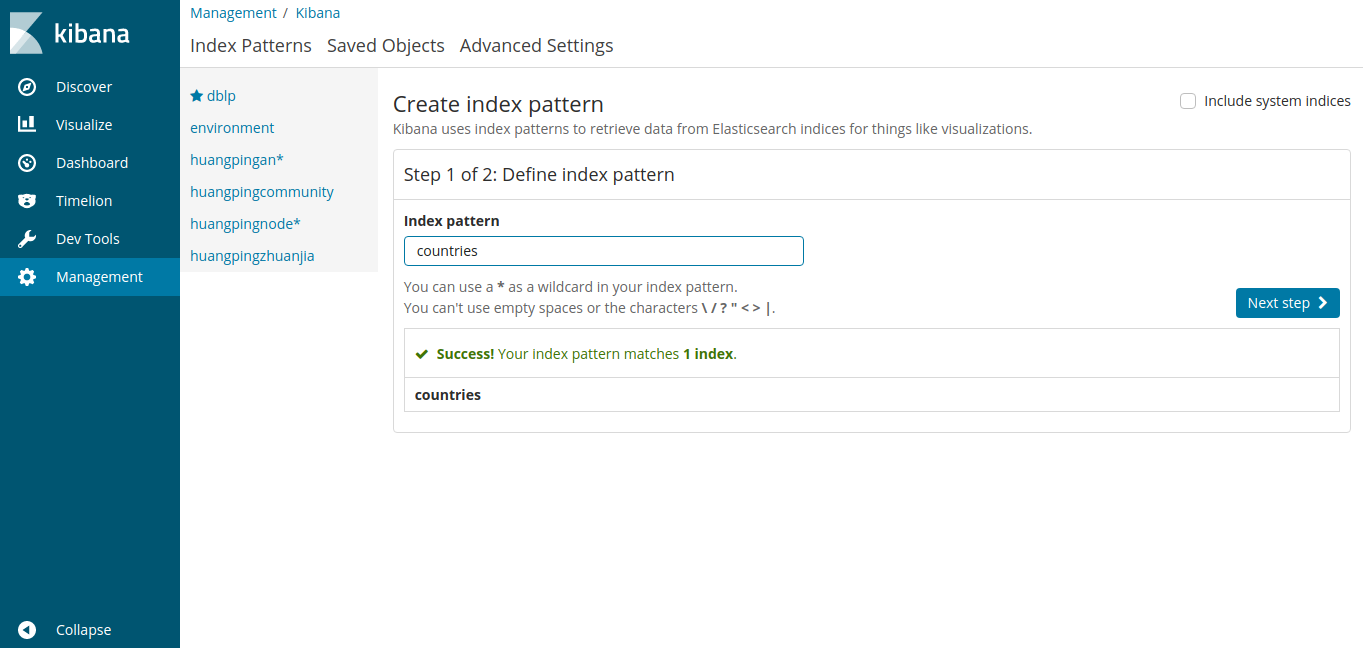 kibana
Discover
Visualize
Dashboard
Timelion
Dev Tools
Management
Collapse
Management / Kibana
Index Patterns Saved Objects Advanced Settings
dblp
environment
huangpingan*
huangpingcommunity
huangpingnode*
huangpingzhuanjia
Create index pattern
Include system indices
Kibana uses index patterns to retrieve data from Elasticsearch indices for things like visualizations.
Step 1 of 2: Define index pattern
Index pattern
countries
You can use a * as a wildcard in your index pattern.
You can't use empty spaces or the characters \ / ? " < > |.
Next step
Success! Your index pattern matches 1 index.
countries